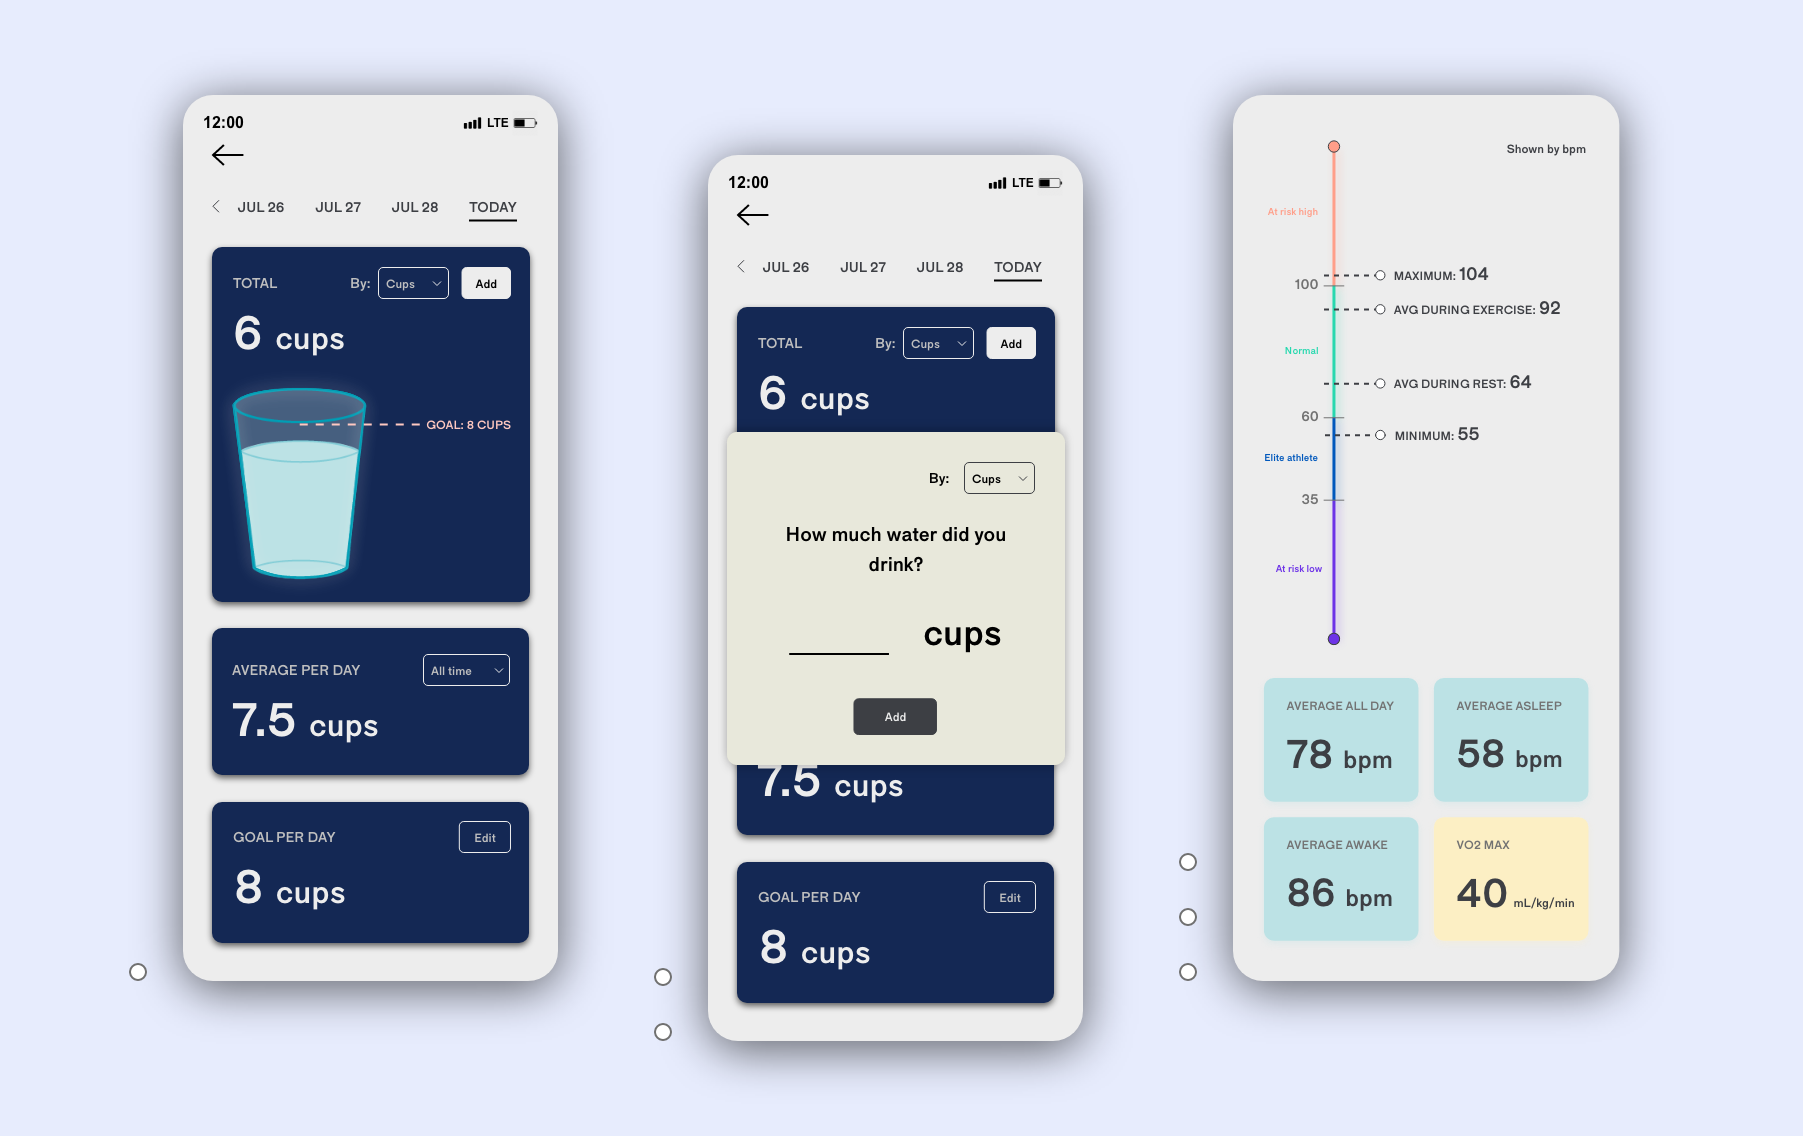 12:00 LTE
JUL 26 JUL 27 JUL 28 TODAY
TOTAL By: Cups Add
6 cups
GOAL: 8 CUPS
AVERAGE PER DAY All time
7.5 cups
GOAL PER DAY Edit
8 cups
12:00 LTE
JUL 26 JUL 27 JUL 28 TODAY
TOTAL By: Cups Add
6 cups
By: Cups
How much water did you
drink?
cups
Add
7.5 cups
GOAL PER DAY Edit
8 cups
Shown by bpm
At risk high
MAXIMUM: 104
100
AVG DURING EXERCISE: 92
Normal
AVG DURING REST: 64
60
MINIMUM: 55
Elite athlete
35
At risk low
AVERAGE ALL DAY
78 bpm
AVERAGE ASLEEP
58 bpm
AVERAGE AWAKE
86 bpm
VO2 MAX
40 mL/kg/min